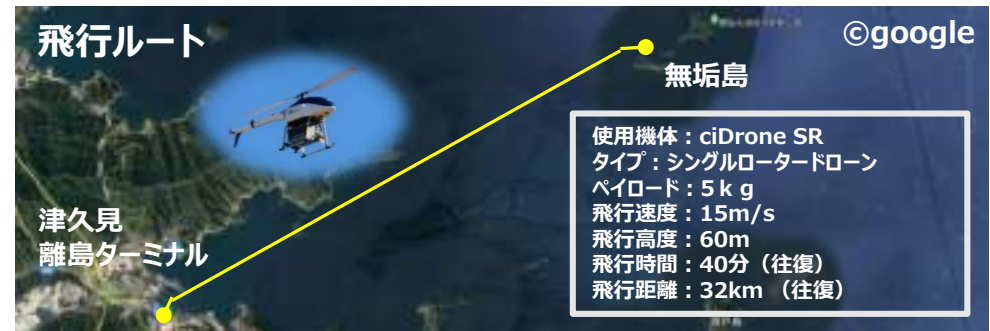 飛行ルート
©google
無垢島
使用機体：ciDrone SR
タイプ：シングルロータードローン
ペイロード：5ｋｇ
飛行速度：15m/s
飛行高度：60m
飛行時間：40分（往復）
飛行距離：32km （往復）
津久見
離島ターミナル